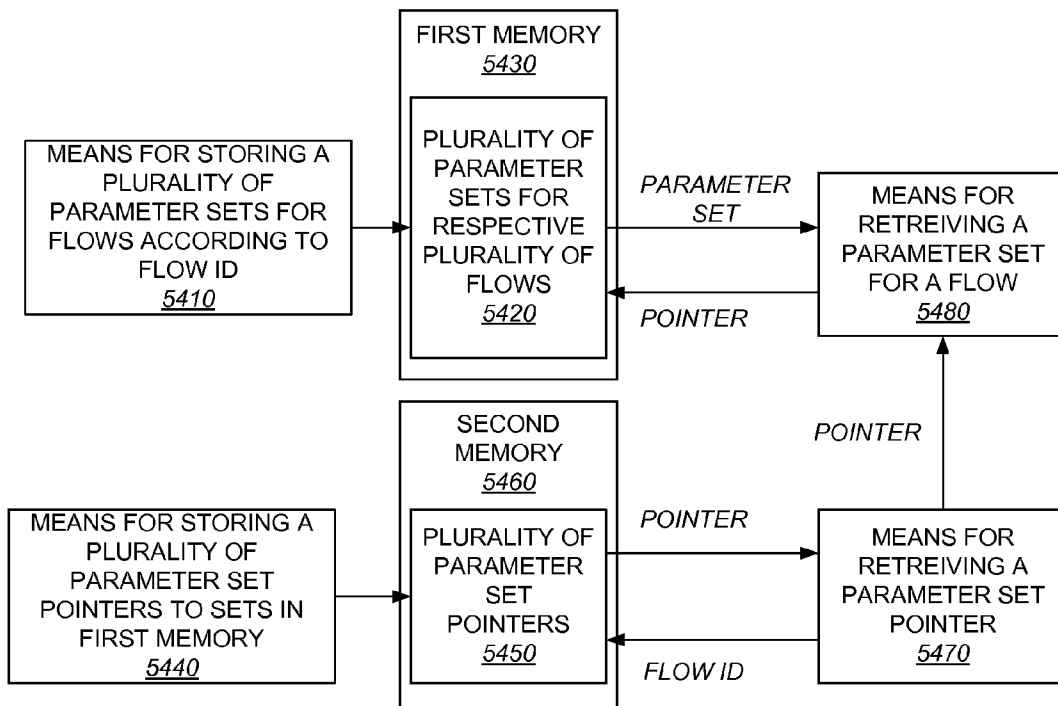 FIRST MEMORY
5430
MEANS FOR STORING A
PLURALITY OF
PARAMETER SETS FOR
FLOWS ACCORDING TO
FLOW ID
5410
PLURALITY OF
PARAMETER
SETS FOR
RESPECTIVE
PLURALITY OF
FLOWS
5420
PARAMETER
SET
POINTER
MEANS FOR
RETREIVING A
PARAMETER SET
FOR A FLOW
5480
POINTER
SECOND
MEMORY
5460
MEANS FOR STORING A
PLURALITY OF
PARAMETER SET
POINTERS TO SETS IN
FIRST MEMORY
5440
PLURALITY OF
PARAMETER
SET
POINTERS
5450
POINTER
FLOW ID
MEANS FOR
RETREIVING A
PARAMETER SET
POINTER
5470